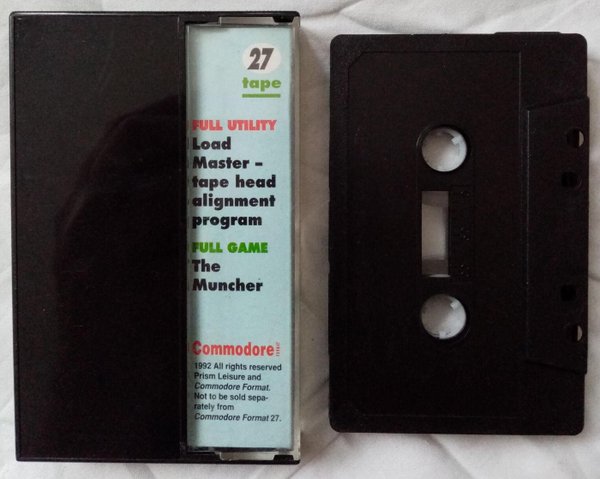 27
tape
FULL UTILITY
Load
Master –
tape head
alignment
program
FULL GAME
The
Muncher
Commodore
1992 All rights reserved
Prism Leisure and
Commodore Format.
Not to be sold sepa-
rately from
Commodore Format 27.